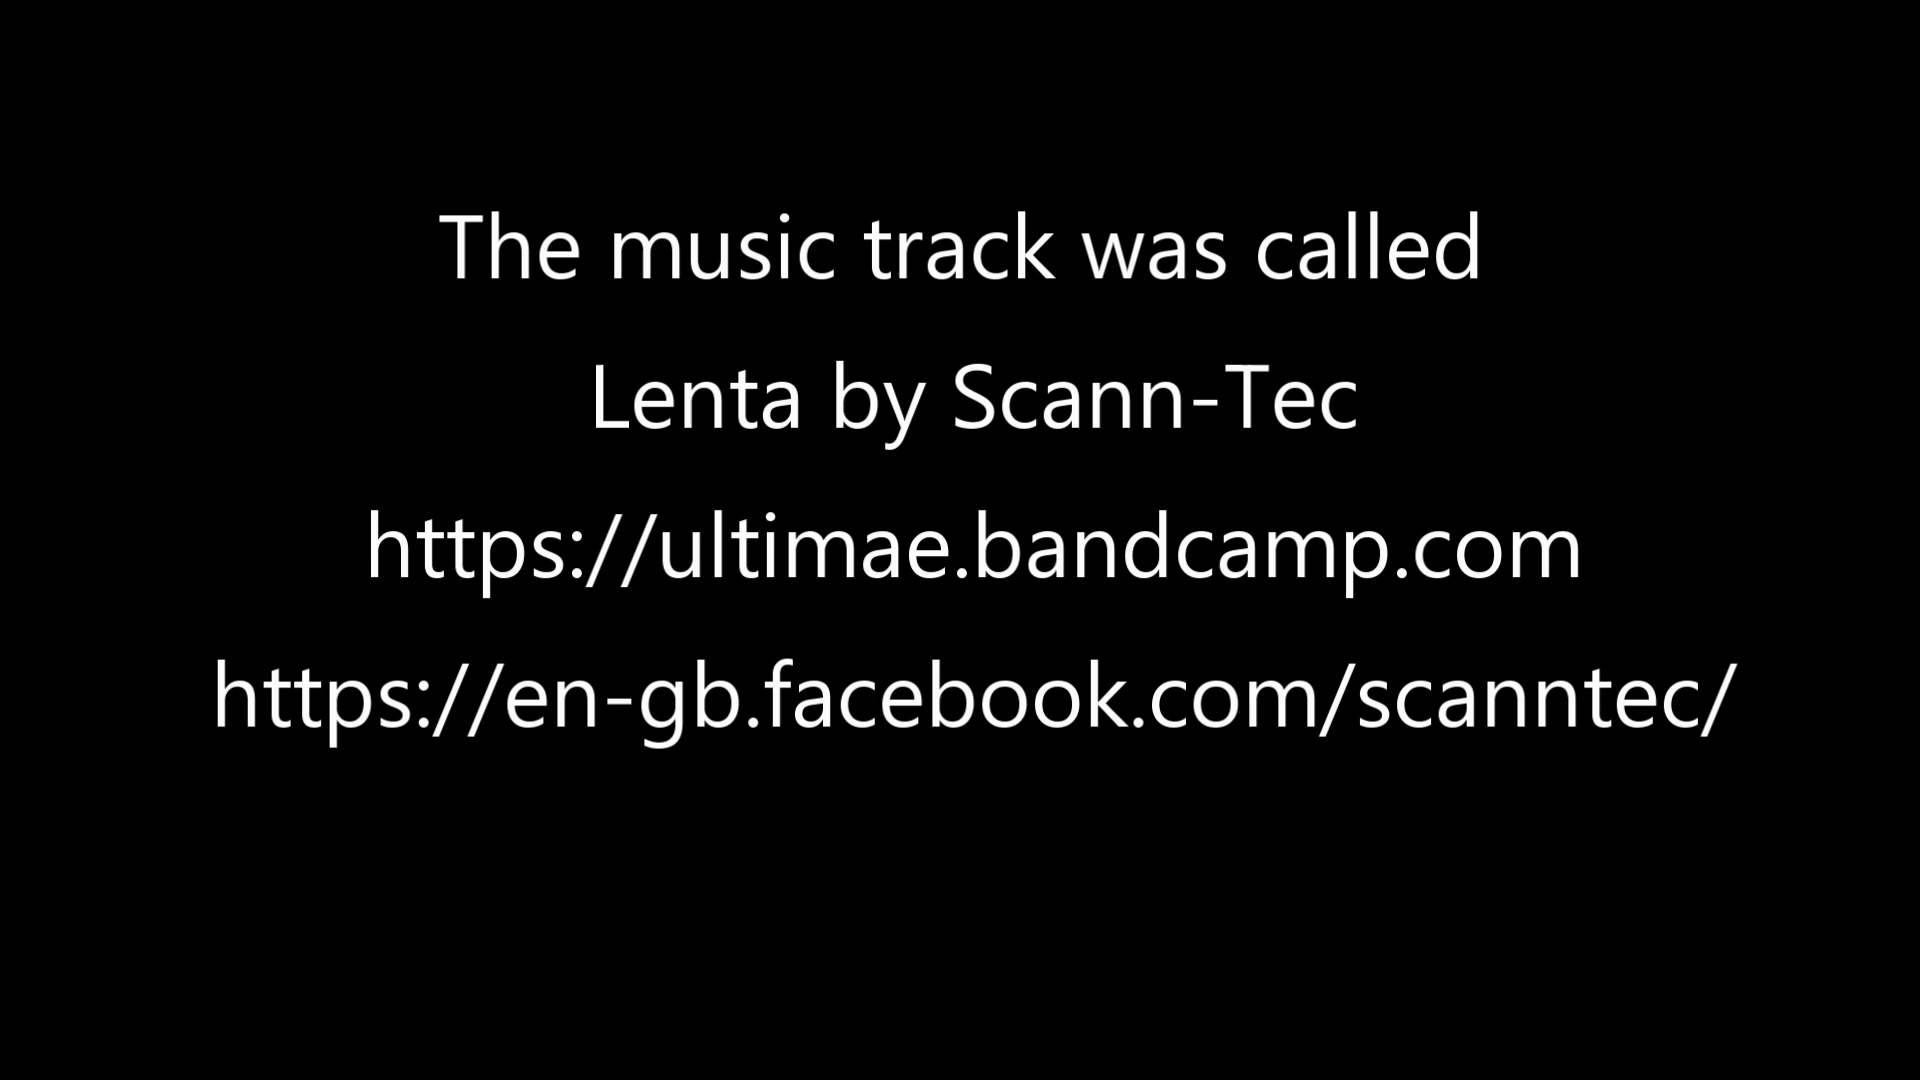 The music track was called
Lenta by Scann-Tec
https://ultimae.bandcamp.com
https://en-gb.facebook.com/scanntec/